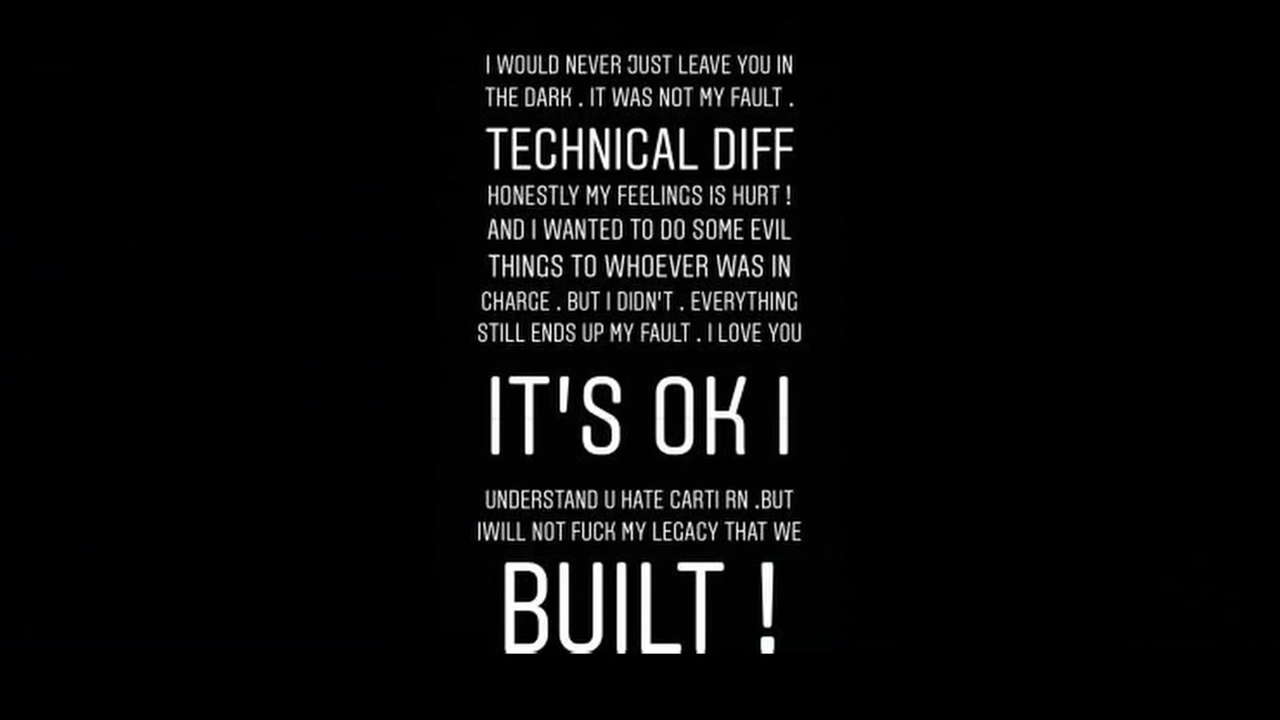 I WOULD NEVER JUST LEAVE YOU IN
THE DARK . IT WAS NOT MY FAULT .
TECHNICAL DIFF
HONESTLY MY FEELINGS IS HURT !
AND I WANTED TO DO SOME EVIL
THINGS TO WHOEVER WAS IN
CHARGE . BUT I DIDN'T . EVERYTHING
STILL ENDS UP MY FAULT . I LOVE YOU
IT'S OK I
UNDERSTAND U HATE CARTI RN .BUT
IWILL NOT FUCK MY LEGACY THAT WE
BUILT !